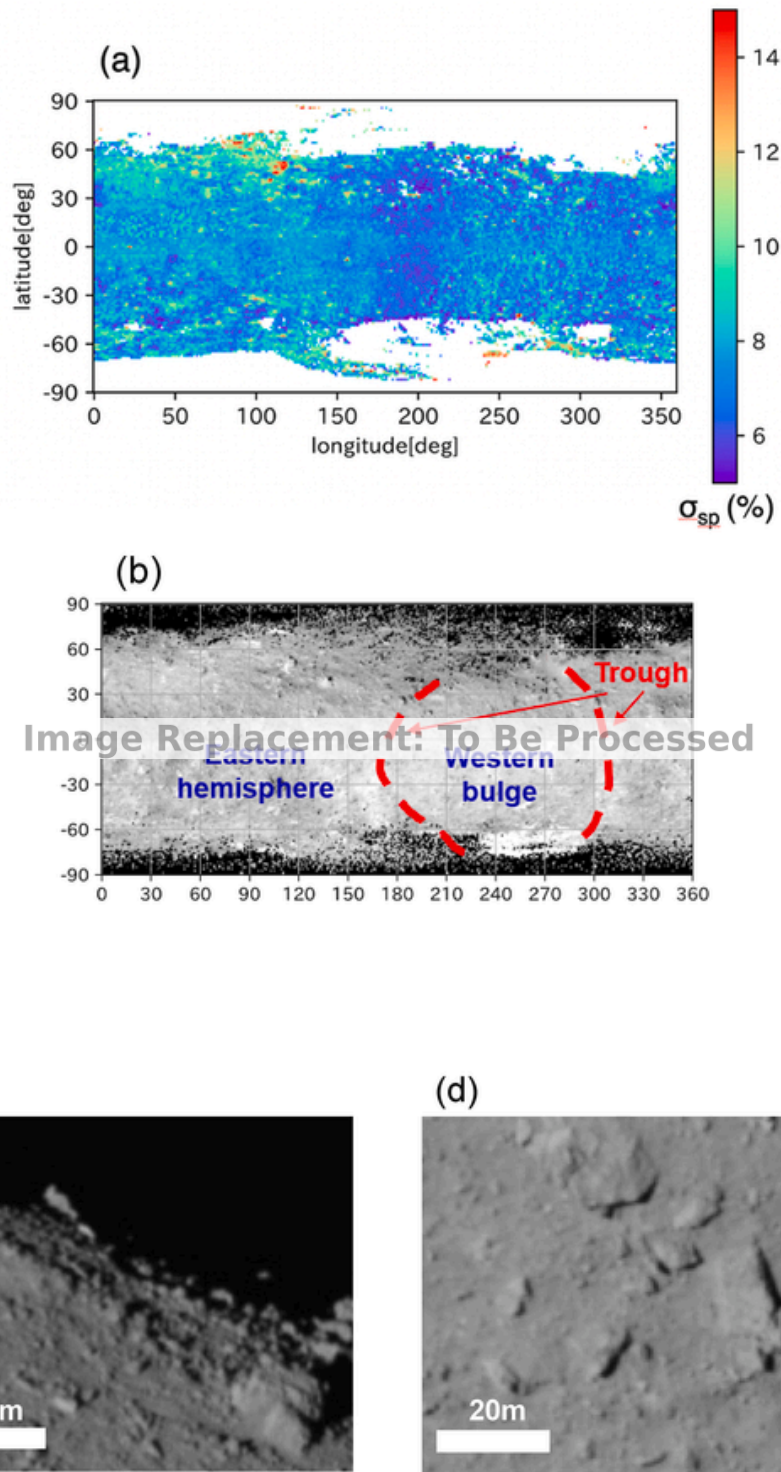 (a)
14
12
10
8
6
σsp (%)
90
60
30
0
-30
-60
-90
latitude[deg]
0 50 100 150 200 250 300 350
longitude[deg]
(b)
90
60
30
-30
-60
-90
Trough
Image Replacement: To Be Processed
Eastern
hemisphere
Western
bulge
0 30 60 90 120 150 180 210 240 270 300 330 360
(d)
m
20m